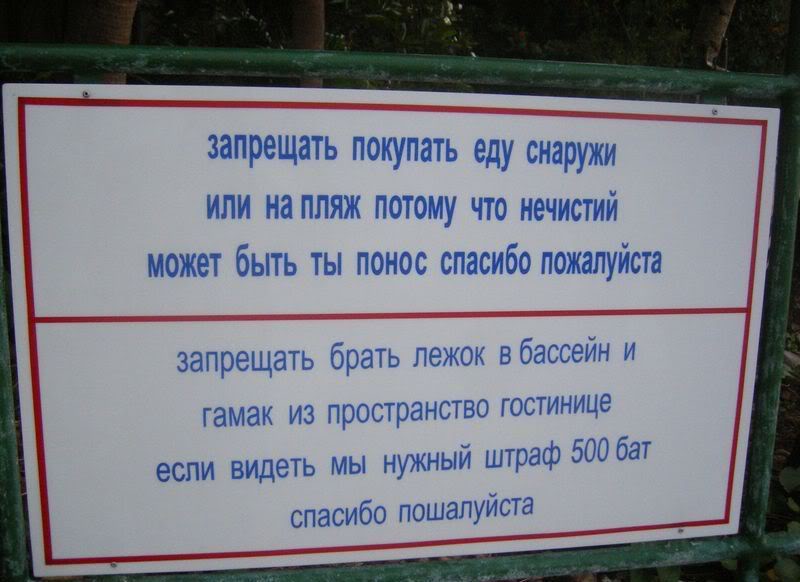 запрещать покупать еду снаружи
или на пляж потому что нечистий
может быть ты понос спасибо пожалуйста
запрещать брать лежок в бассейн и
гамак из пространство гостинице
если видеть мы нужный штраф 500 бат
спасибо пошалуйста